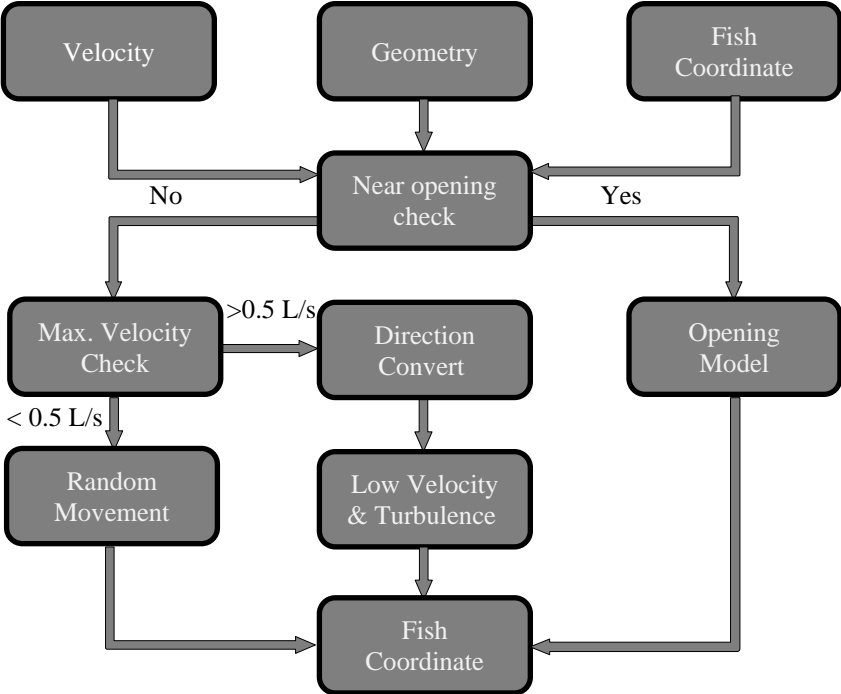 Velocity
Geometry
Fish
Coordinate
Near opening
check
No
Yes
Max. Velocity
Check
>0.5 L/s
Direction
Convert
Opening
Model
< 0.5 L/s
Random
Movement
Low Velocity
& Turbulence
Fish
Coordinate